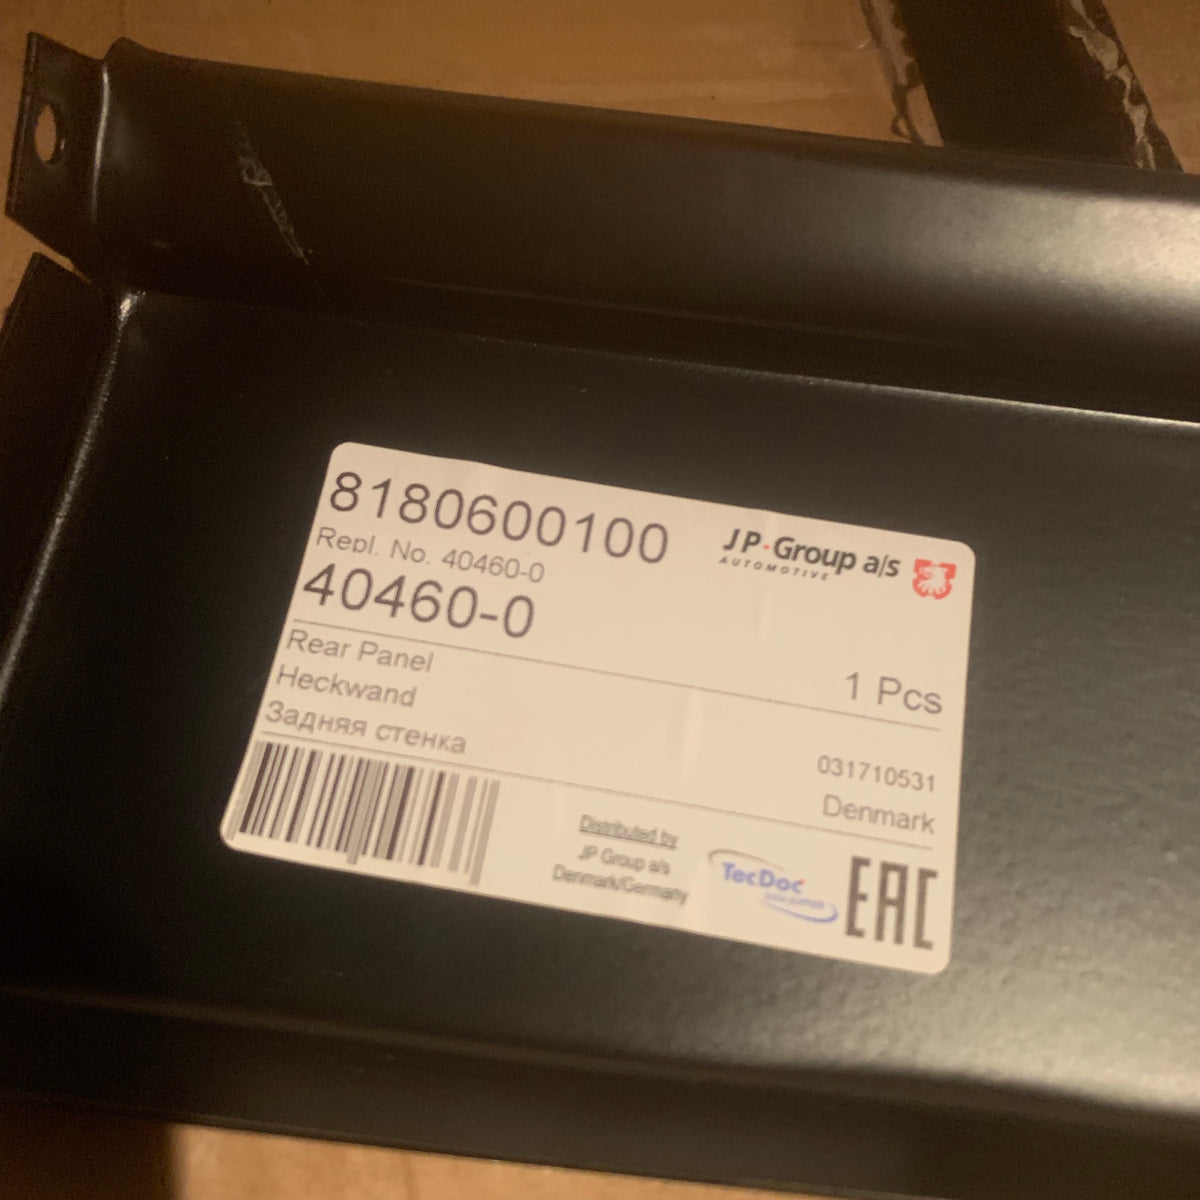 8180600100
Repl. No. 40460-0
40460-0
JP Group a/s
AUTOMOTIVE
Rear Panel
1 Pcs
Heckwand
Задняя стенка
031710531
Denmark
Distributed by
JP Group a/s
Denmark/Germany
TecDoc
EAC